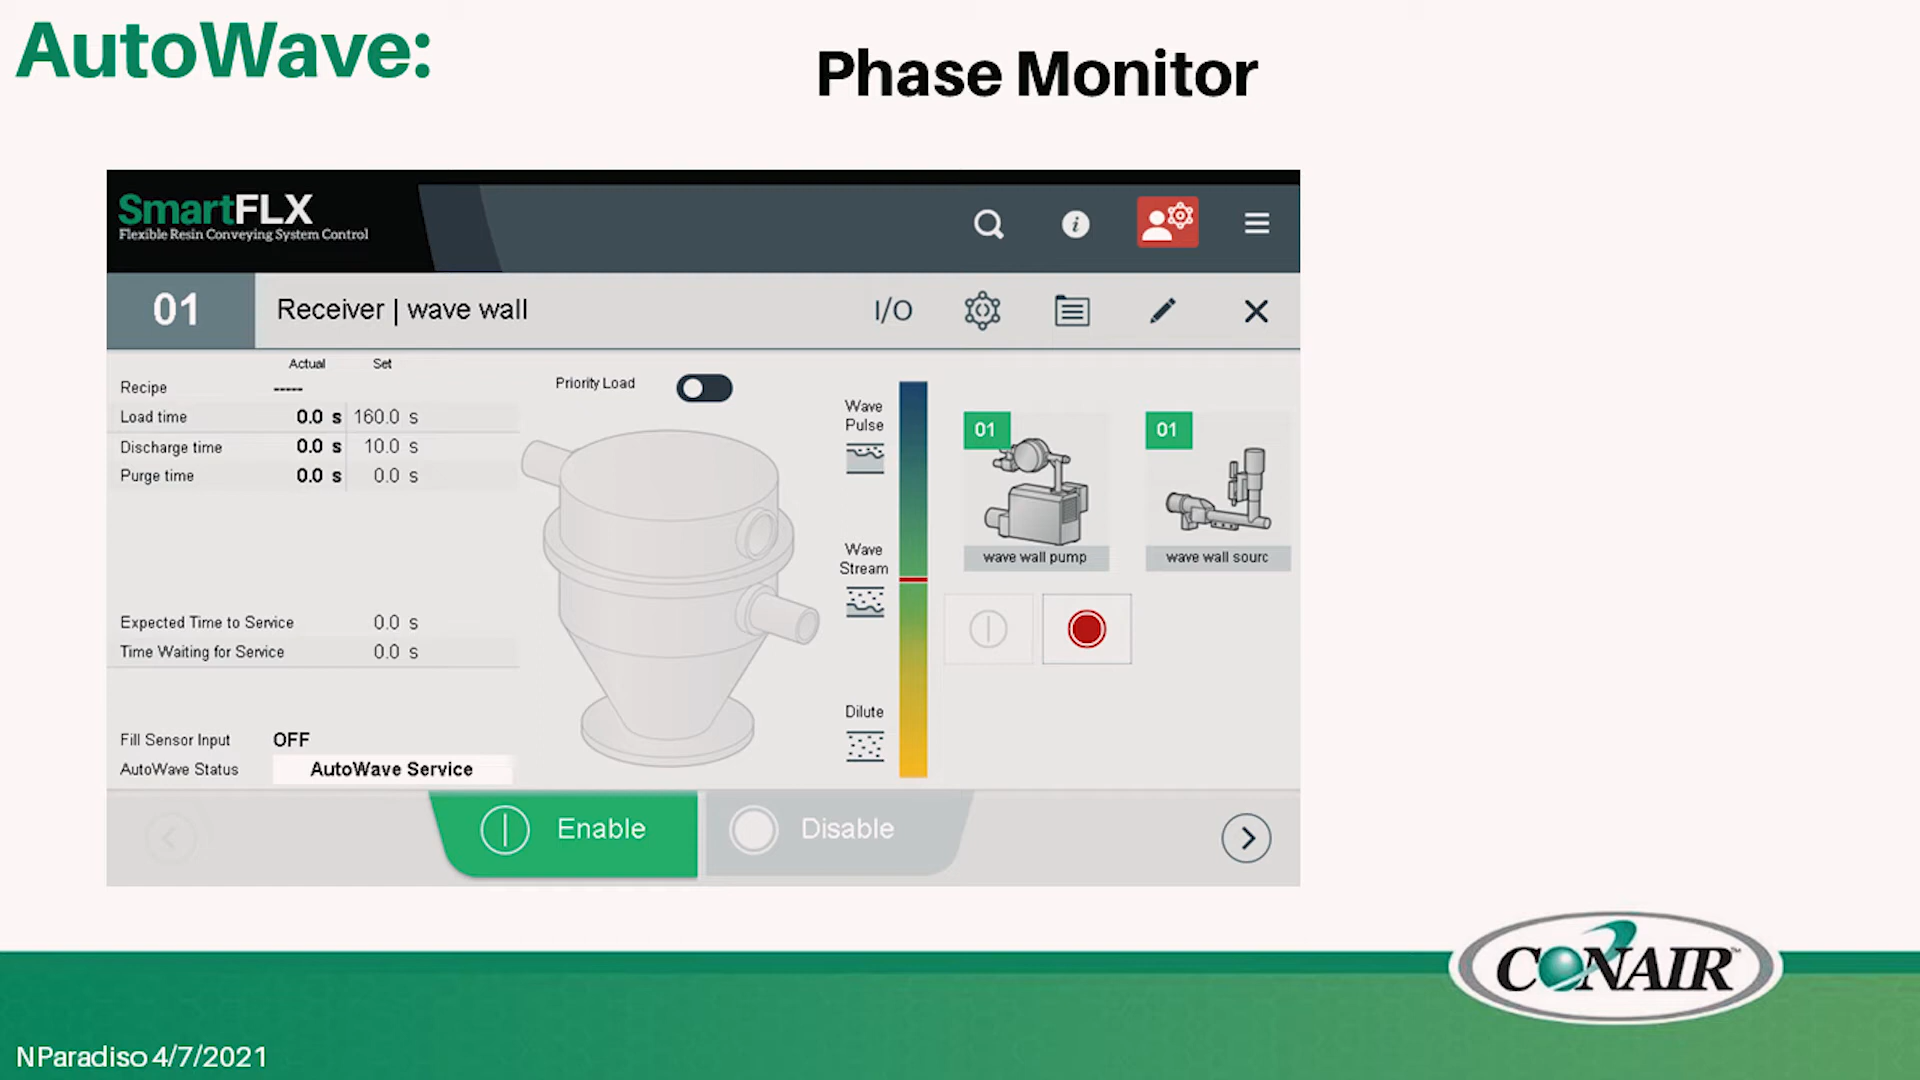 AutoWave:
Phase Monitor
SmartFLX
Flexible Resin Conveying System Control
01
Receiver | wave wall
I/O
Actual Set
Recipe -----
Load time 0.0 s 160.0 s
Discharge time 0.0 s 10.0 s
Purge time 0.0 s 0.0 s
Expected Time to Service 0.0 s
Time Waiting for Service 0.0 s
Fill Sensor Input OFF
AutoWave Status AutoWave Service
Priority Load
Wave
Pulse
Wave
Stream
Dilute
01
wave wall pump
01
wave wall sourc
Enable
Disable
CONAIR™
NParadiso 4/7/2021